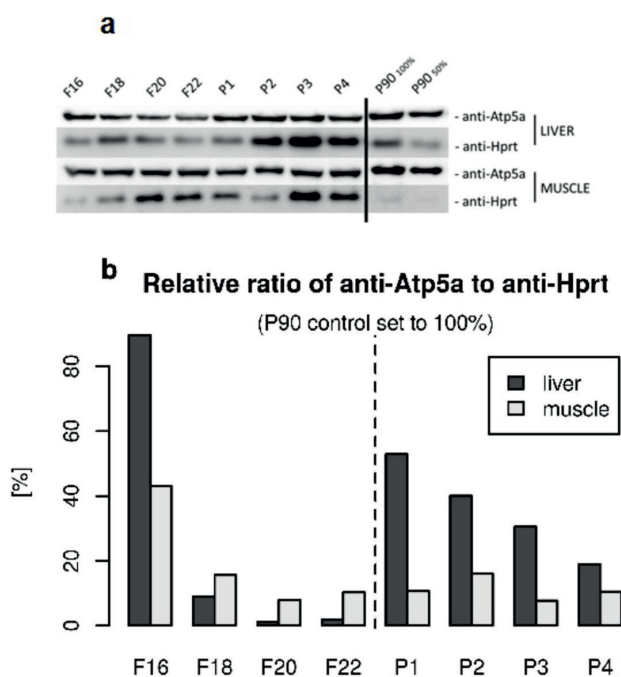 a
F16 F18 F20 F22 P1 P2 P3 P4 P90 100% P90 50%
- anti-Atp5a
LIVER
- anti-Hprt
- anti-Atp5a
MUSCLE
- anti-Hprt
b
Relative ratio of anti-Atp5a to anti-Hprt
(P90 control set to 100%)
liver
muscle
[%]
80
60
40
20
0
F16 F18 F20 F22 P1 P2 P3 P4